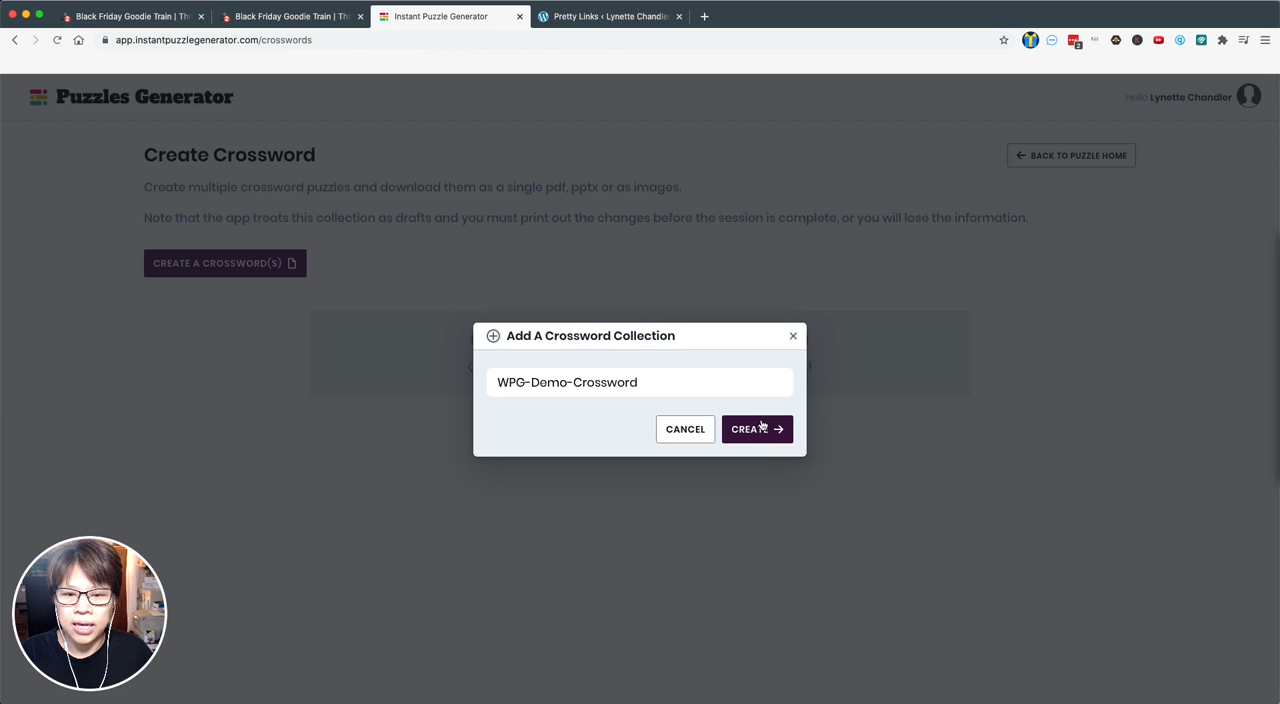 Black Friday Goodie Train | Th
Black Friday Goodie Train | Th
Instant Puzzle Generator
Pretty Links ‹ Lynette Chandler
app.instantpuzzlegenerator.com/crosswords
2
Puzzles Generator
Hello Lynette Chandler
Create Crossword
BACK TO PUZZLE HOME
Create multiple crossword puzzles and download them as a single pdf, pptx or as images.
Note that the app treats this collection as drafts and you must print out the changes before the session is complete, or you will lose the information.
CREATE A CROSSWORD(S)
Add A Crossword Collection
WPG-Demo-Crossword
CANCEL
CREATE